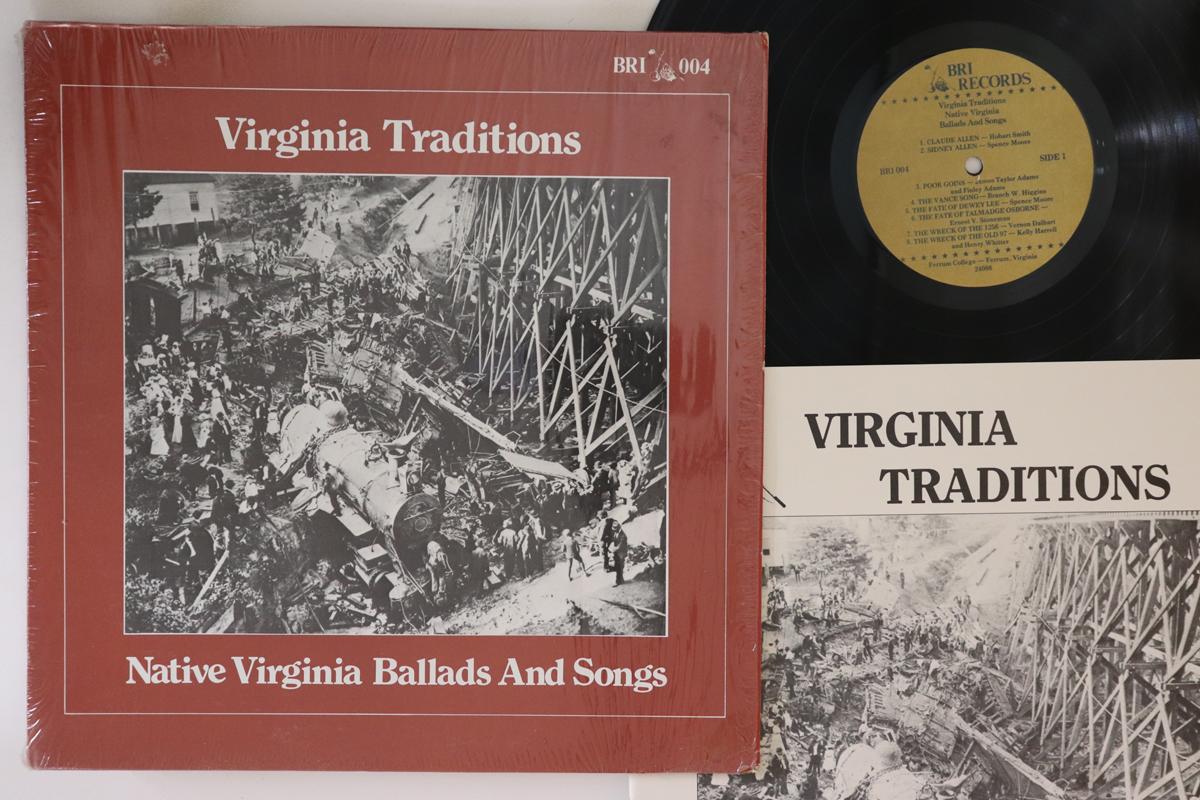 BRI 004
Virginia Traditions
Native Virginia Ballads And Songs
BRI
RECORDS
Virginia Traditions
Native Virginia
Ballads And Songs
1. CLAUDE ALLEN — Hobart Smith
2. SIDNEY ALLEN — Spence Moore
BRI 004
SIDE 1
3. POOR GOINS — James Taylor Adams
and Finley Adams
4. THE VANCE SONG — Branch W. Higgins
5. THE FATE OF DEWEY LEE — Spence Moore
6. THE FATE OF TALMADGE OSBORNE —
Ernest V. Stoneman
7. THE WRECK OF THE 1256 — Vernon Dalhart
8. THE WRECK OF THE OLD 97 — Kelly Harrell
and Henry Whitter
Ferrum College — Ferrum, Virginia
24088
VIRGINIA
TRADITIONS